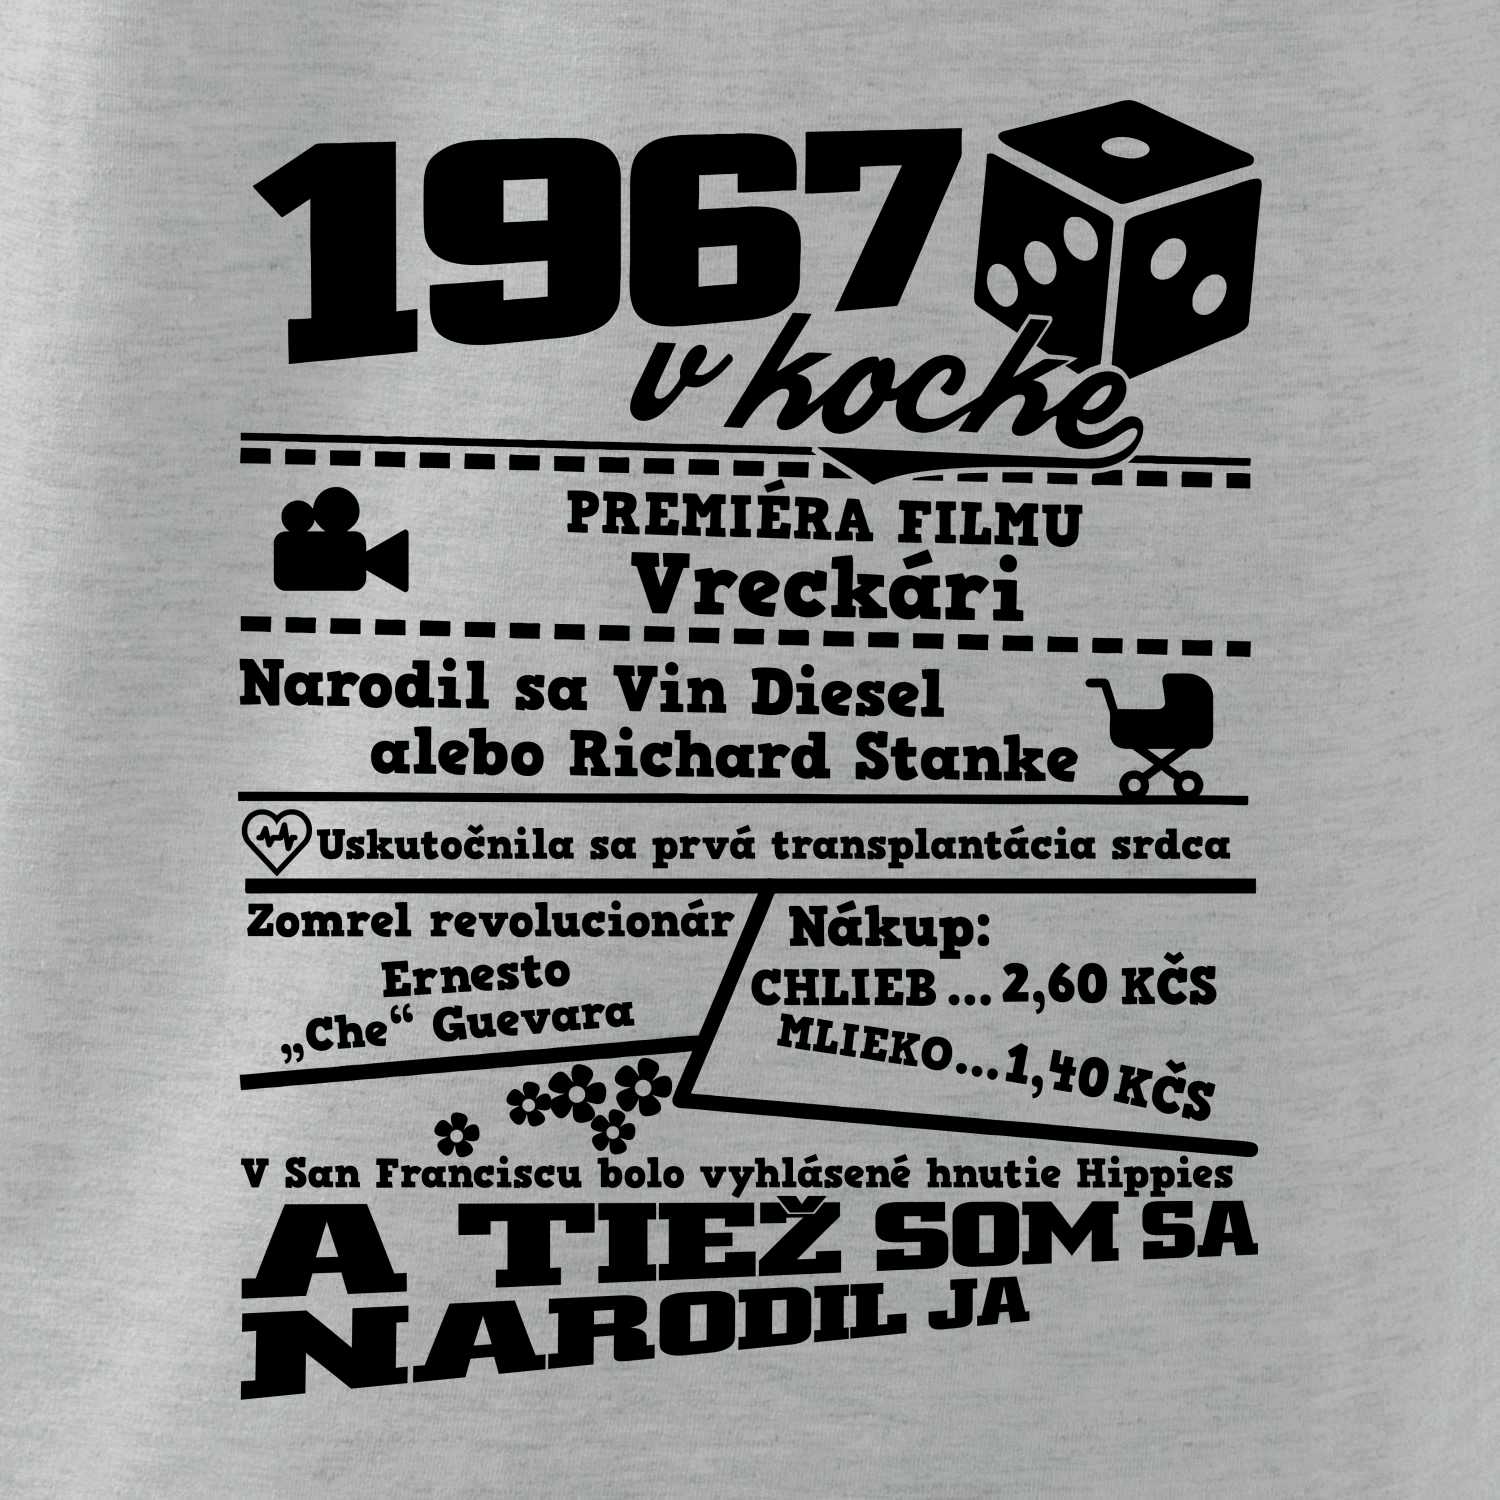 1967
v kocke
PREMIÉRA FILMU
Vreckári
Narodil sa Vin Diesel
alebo Richard Stanke
Uskutočnila sa prvá transplantácia srdca
Zomrel revolucionár
Ernesto
„Che“ Guevara
Nákup:
CHLIEB ... 2,60 KČS
MLIEKO... 1,40 KČS
V San Franciscu bolo vyhlásené hnutie Hippies
A TIEŽ SOM SA
NARODIL JA